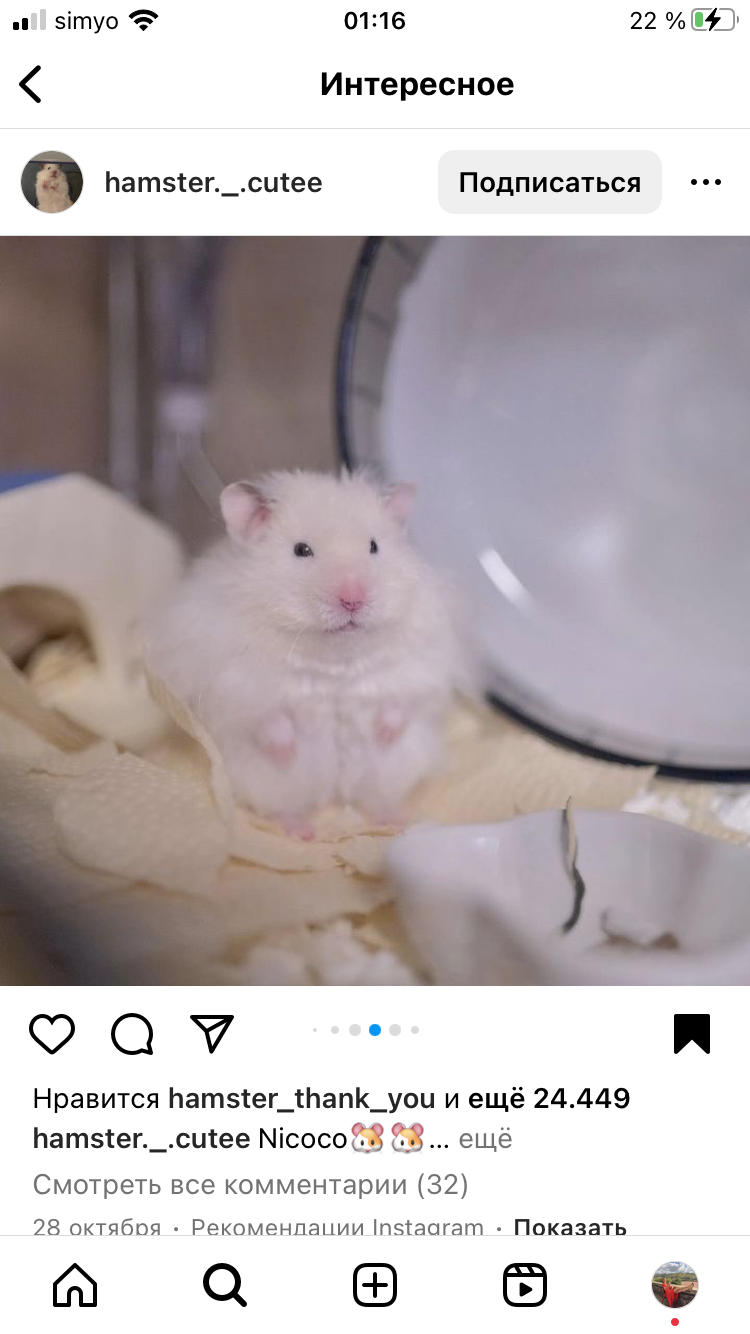 simyo 01:16 22 %
Интересное
hamster._.cutee Подписаться
Нравится hamster_thank_you и ещё 24.449
hamster._.cutee Nicoco🐹🐹... ещё
Смотреть все комментарии (32)
28 октября · Рекомендации Instagram · Показать